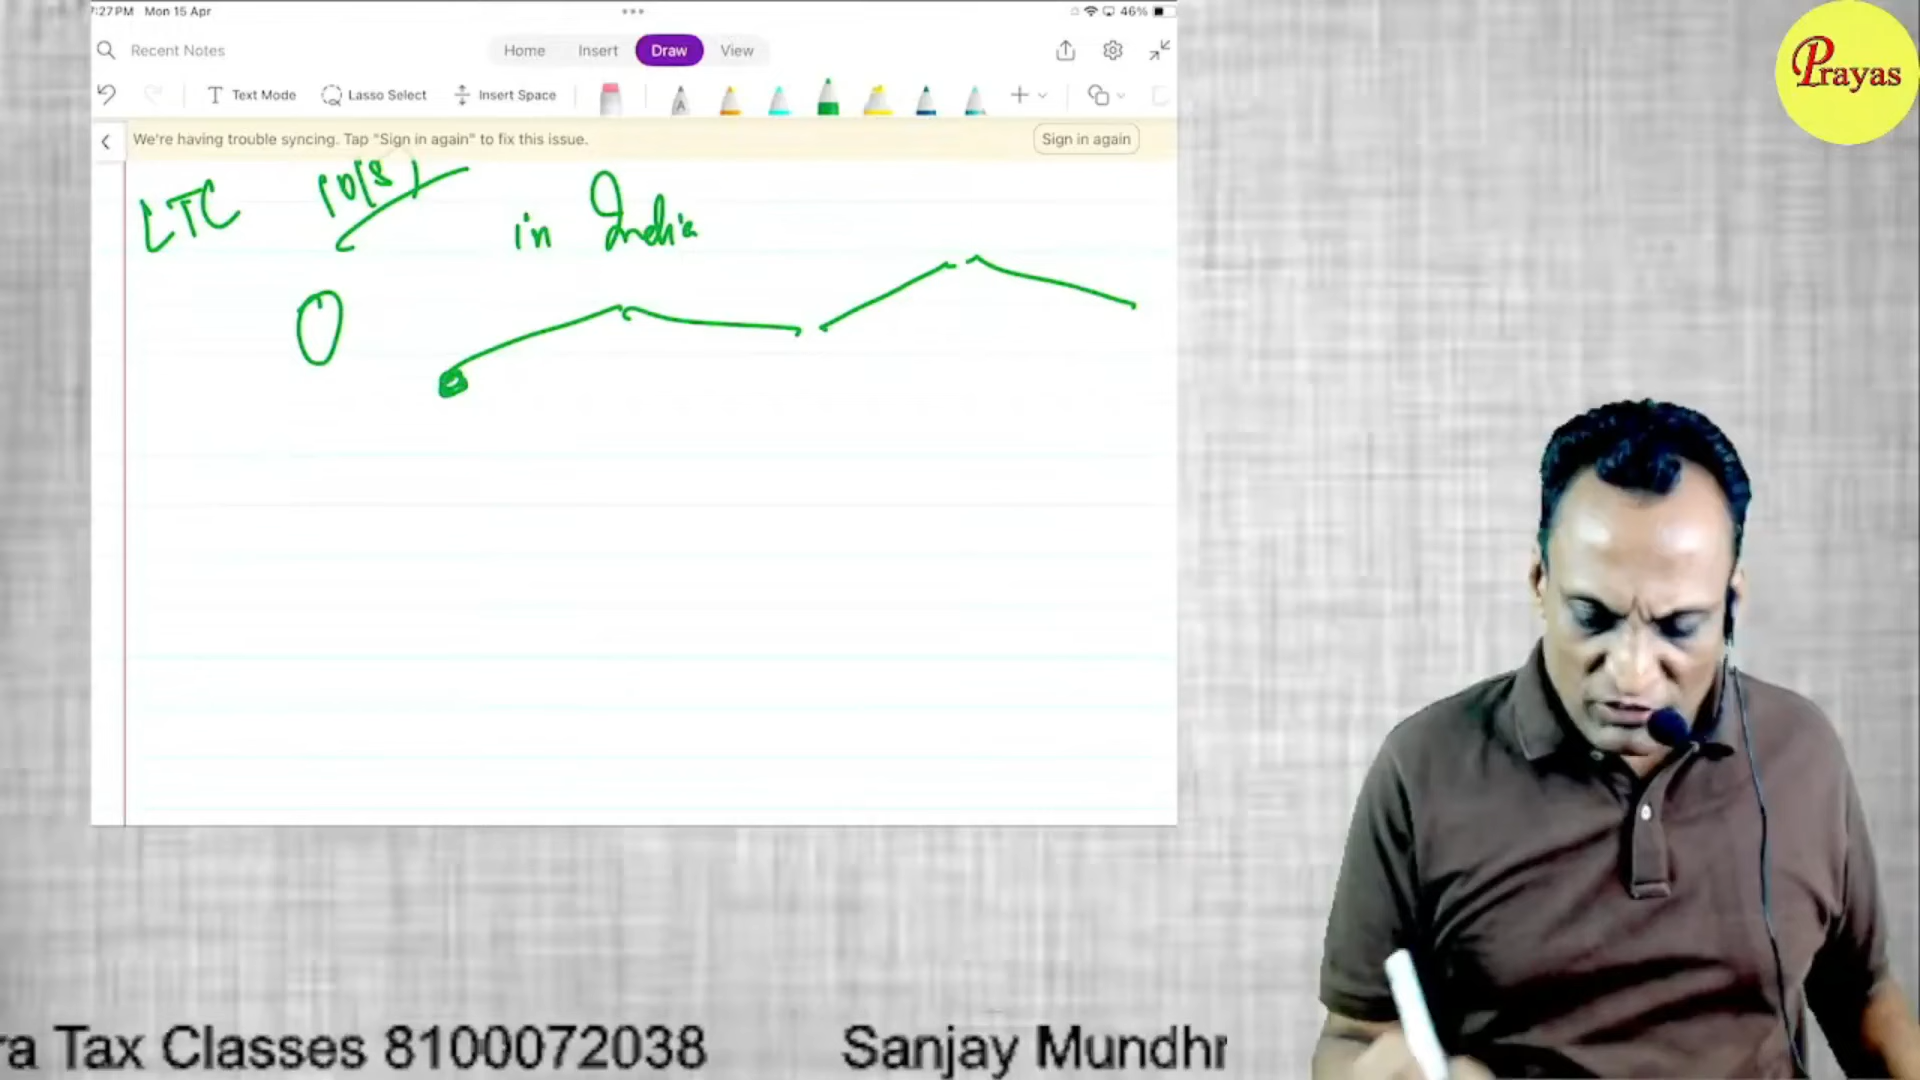 7:27 PM Mon 15 Apr
46%
Recent Notes
Home Insert Draw View
Text Mode Lasso Select Insert Space
A
We're having trouble syncing. Tap "Sign in again" to fix this issue.
Sign in again
Prayas
LTC 10(5)
in India
ra Tax Classes 8100072038 Sanjay Mundhr